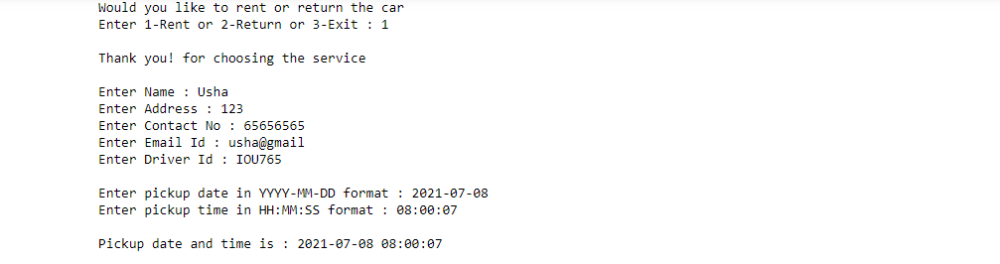 Would you like to rent or return the car
Enter 1-Rent or 2-Return or 3-Exit : 1
Thank you! for choosing the service
Enter Name : Usha
Enter Address : 123
Enter Contact No : 65656565
Enter Email Id : usha@gmail
Enter Driver Id : IOU765
Enter pickup date in YYYY-MM-DD format : 2021-07-08
Enter pickup time in HH:MM:SS format : 08:00:07
Pickup date and time is : 2021-07-08 08:00:07